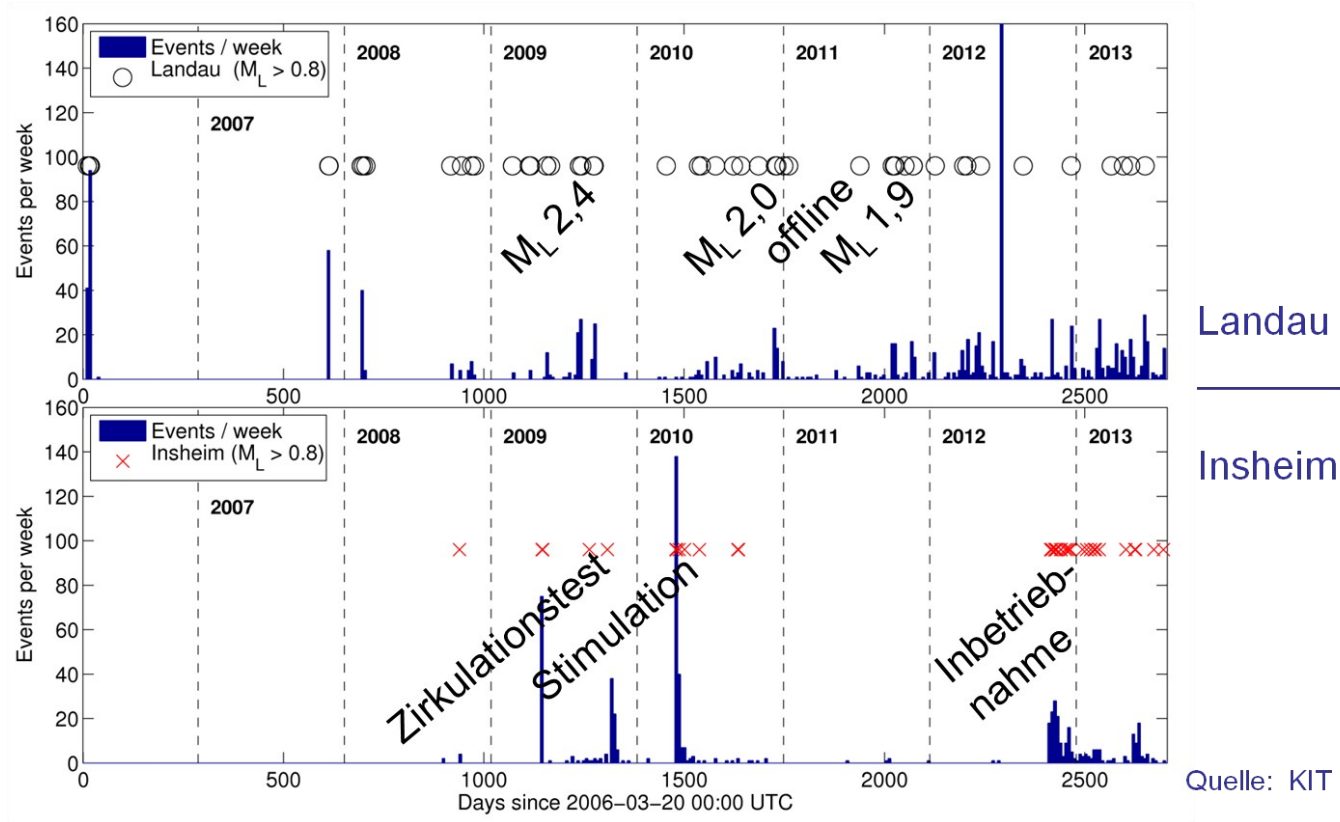 160
140
120
100
80
60
40
20
0
Events per week
Events / week
Landau (M_L > 0.8)
2007
2008
2009
2010
2011
2012
2013
M_L 2,4
M_L 2,0
offline
M_L 1,9
0
500
1000
1500
2000
2500
Landau
160
140
120
100
80
60
40
20
0
Events per week
Events / week
Insheim (M_L > 0.8)
2007
2008
2009
2010
2011
2012
2013
Zirkulationstest
Stimulation
Inbetrieb-
nahme
0
500
1000
1500
2000
2500
Days since 2006−03−20 00:00 UTC
Insheim
Quelle: KIT